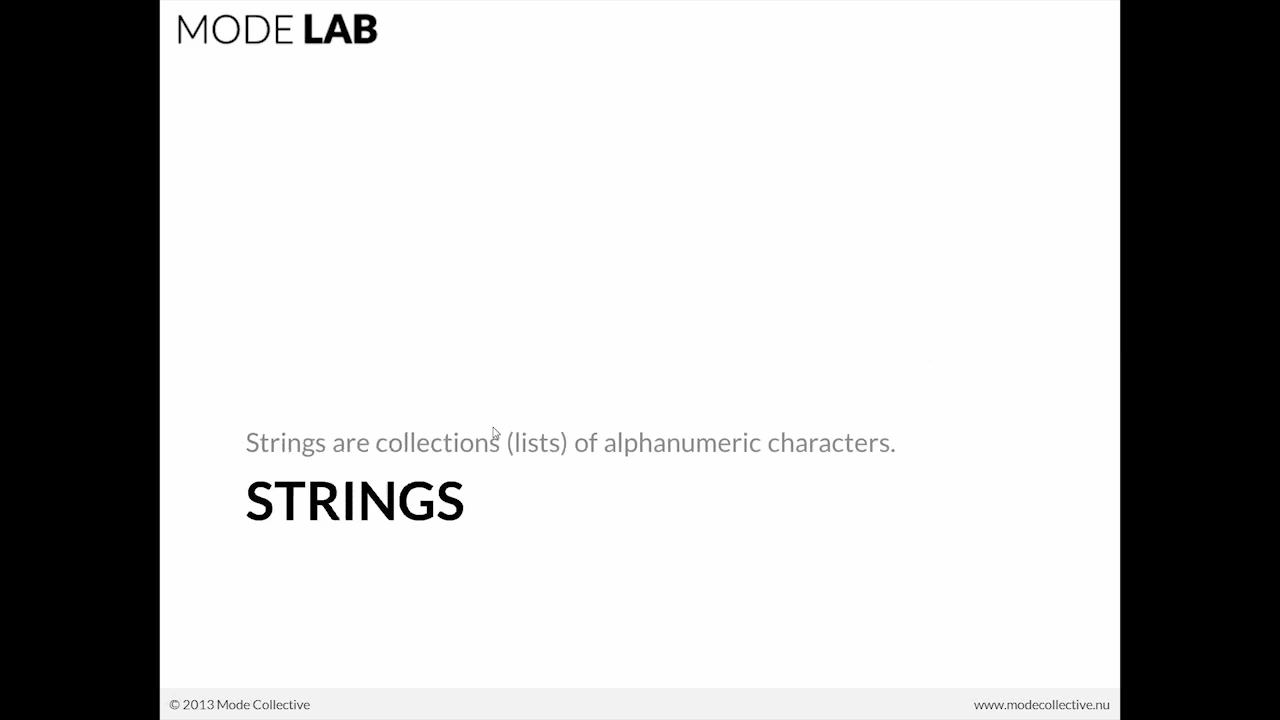 MODE LAB
Strings are collections (lists) of alphanumeric characters.
STRINGS
© 2013 Mode Collective
www.modecollective.nu